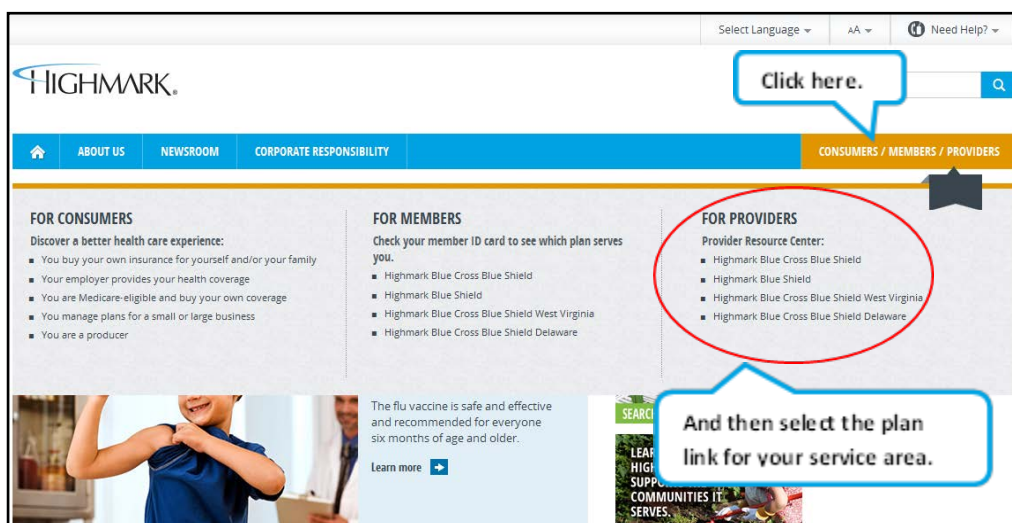 Select Language
AA
Need Help?
HIGHMARK®
Click here.
ABOUT US
NEWSROOM
CORPORATE RESPONSIBILITY
CONSUMERS / MEMBERS / PROVIDERS
FOR CONSUMERS
Discover a better health care experience:
You buy your own insurance for yourself and/or your family
Your employer provides your health coverage
You are Medicare-eligible and buy your own coverage
You manage plans for a small or large business
You are a producer
FOR MEMBERS
Check your member ID card to see which plan serves
you.
Highmark Blue Cross Blue Shield
Highmark Blue Shield
Highmark Blue Cross Blue Shield West Virginia
Highmark Blue Cross Blue Shield Delaware
FOR PROVIDERS
Provider Resource Center:
Highmark Blue Cross Blue Shield
Highmark Blue Shield
Highmark Blue Cross Blue Shield West Virginia
Highmark Blue Cross Blue Shield Delaware
The flu vaccine is safe and effective
and recommended for everyone
six months of age and older.
Learn more
And then select the plan
link for your service area.
COMMUNITIES IT
SERVES.